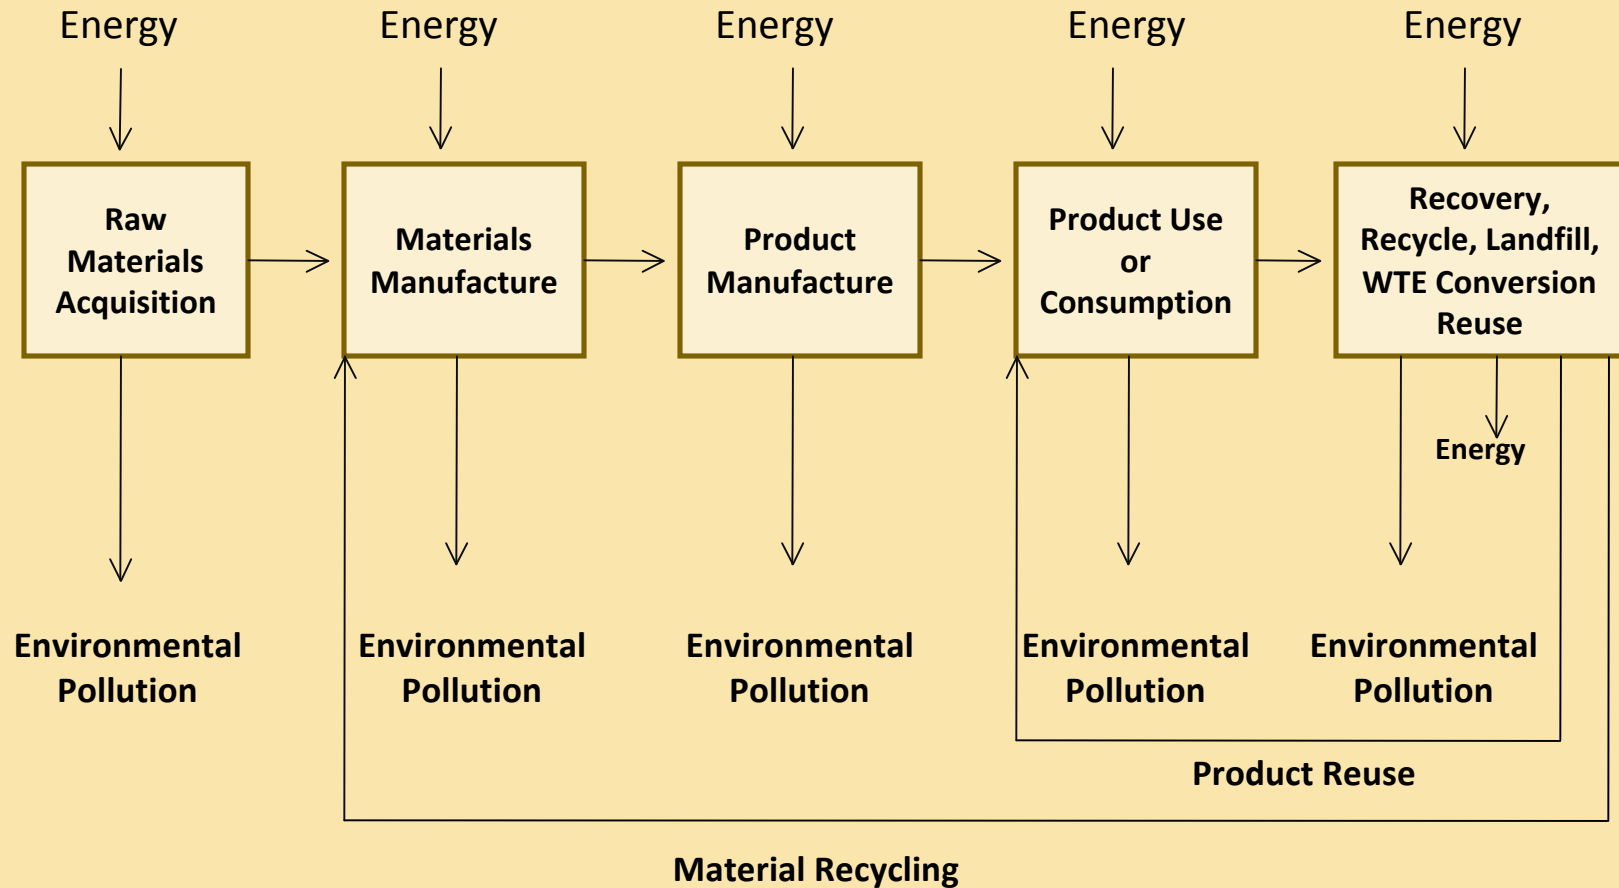 Energy
Energy
Energy
Energy
Energy
Raw
Materials
Acquisition
Materials
Manufacture
Product
Manufacture
Product Use
or
Consumption
Recovery,
Recycle, Landfill,
WTE Conversion
Reuse
Energy
Environmental
Pollution
Environmental
Pollution
Environmental
Pollution
Environmental
Pollution
Environmental
Pollution
Product Reuse
Material Recycling